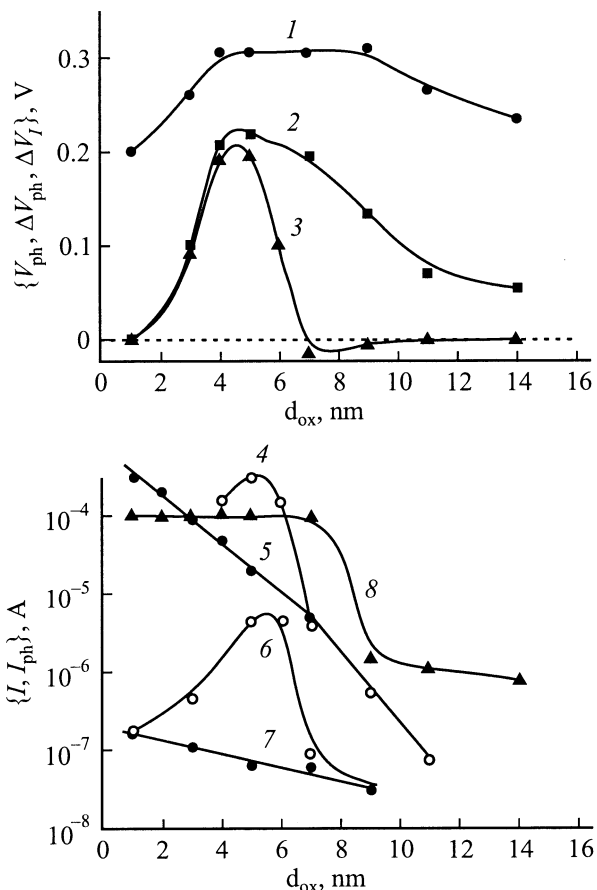 {V_ph, ΔV_ph, ΔV_I}, V
0.3
0.2
0.1
0
1
2
3
0 2 4 6 8 10 12 14 16
d_ox, nm
{I, I_ph}, A
10^−4
10^−5
10^−6
10^−7
10^−8
4
5
8
6
7
0 2 4 6 8 10 12 14 16
d_ox, nm